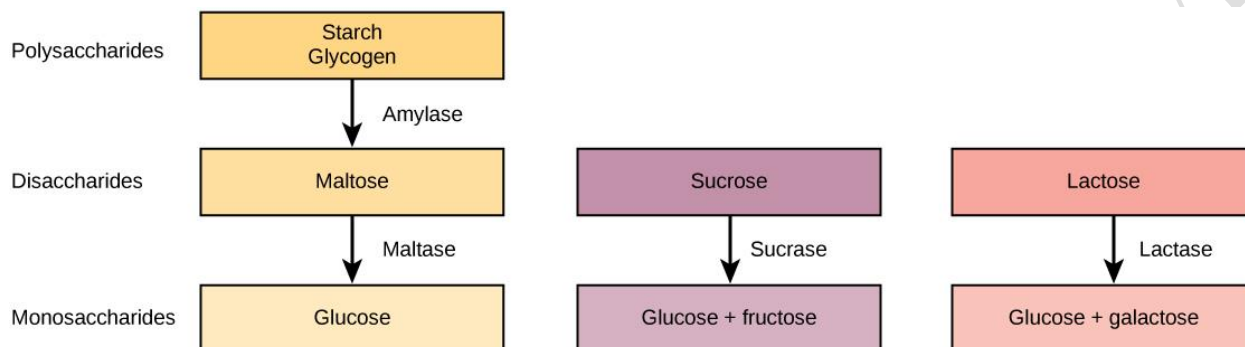 Polysaccharides
Starch
Glycogen
Amylase
Disaccharides
Maltose
Sucrose
Lactose
Maltase
Sucrase
Lactase
Monosaccharides
Glucose
Glucose + fructose
Glucose + galactose